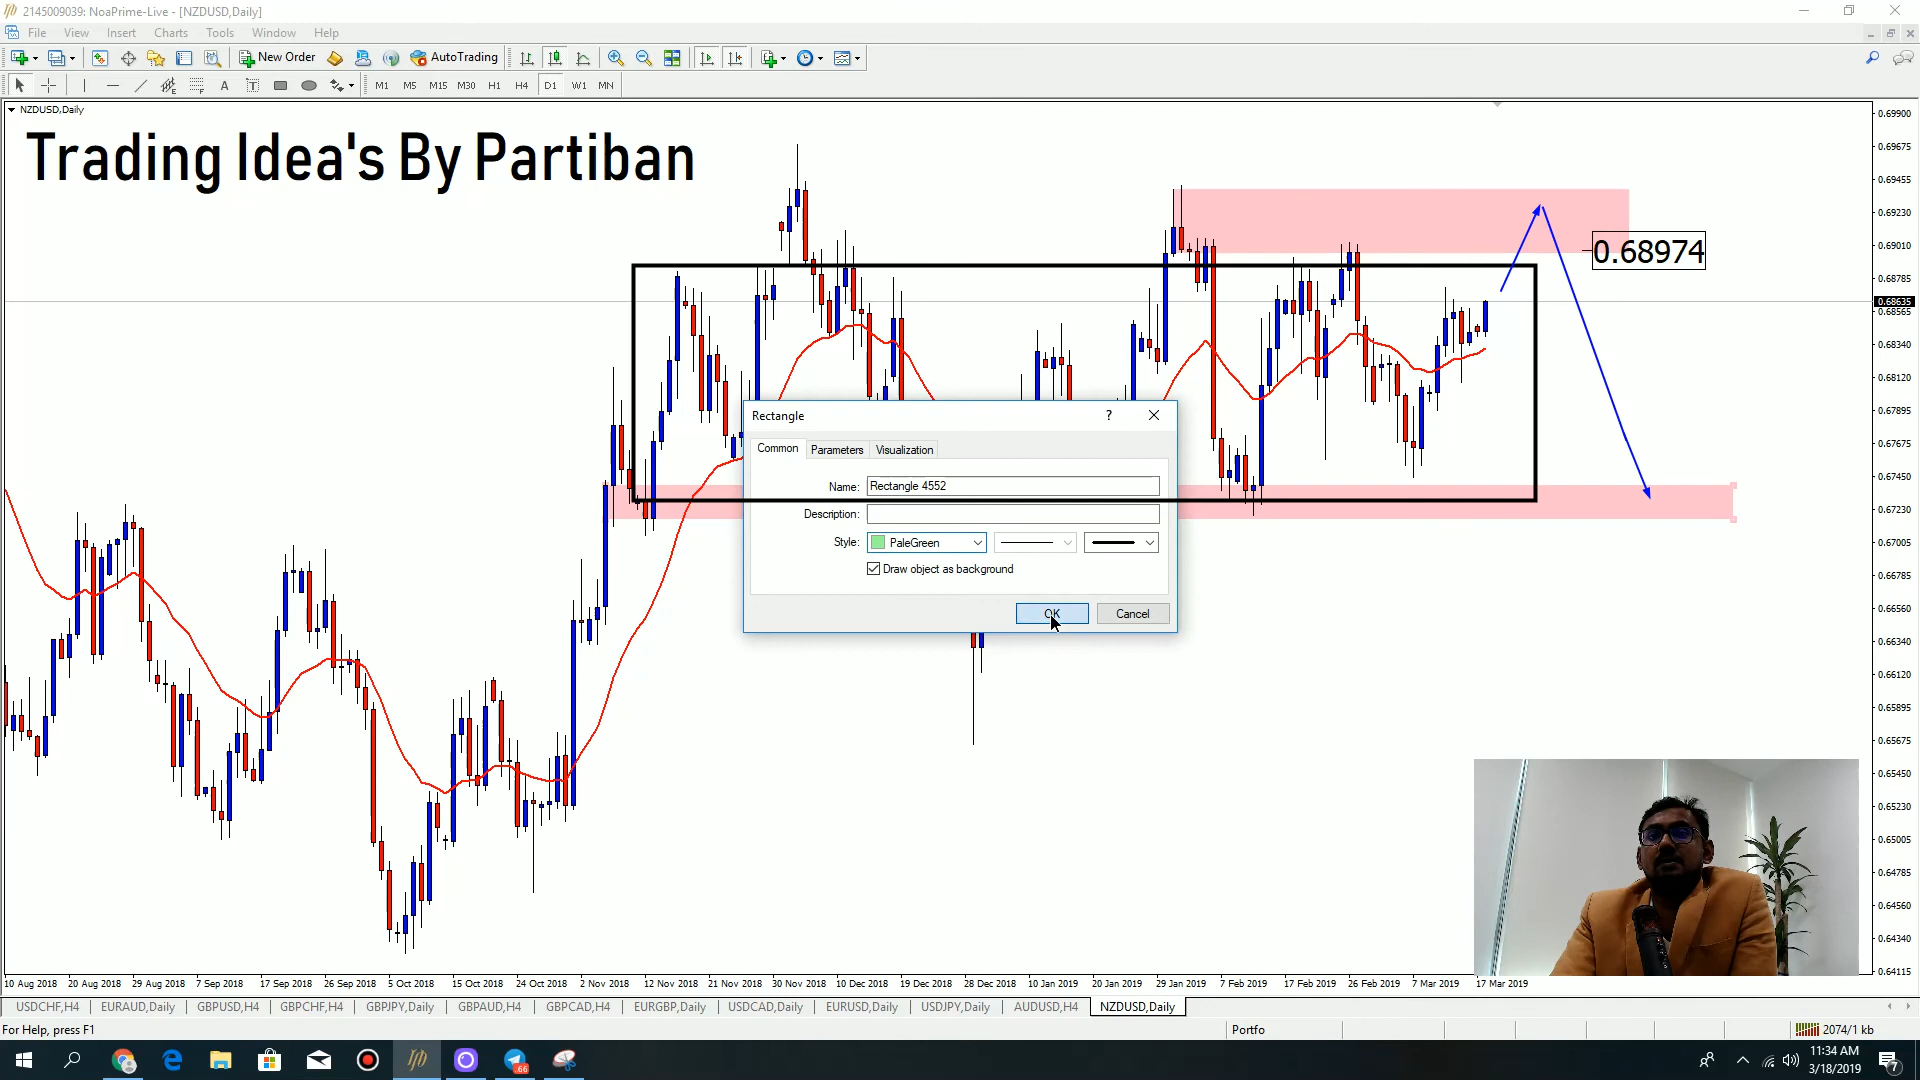 2145009039: NoaPrime-Live - [NZDUSD,Daily]
File View Insert Charts Tools Window Help
New Order AutoTrading
A T M1 M5 M15 M30 H1 H4 D1 W1 MN
NZDUSD,Daily
Trading Idea's By Partiban
0.69900
0.69675
0.69455
0.69230
0.69010
0.68785
0.68635
0.68565
0.68340
0.68120
0.67895
0.67675
0.67450
0.67230
0.67005
0.66785
0.66560
0.66340
0.66120
0.65895
0.65675
0.65450
0.65230
0.65005
0.64785
0.64560
0.64340
0.64115
0.68974
Rectangle ?
Common Parameters Visualization
Name: Rectangle 4552
Description:
Style: PaleGreen
Draw object as background
OK Cancel
10 Aug 2018 20 Aug 2018 29 Aug 2018 7 Sep 2018 17 Sep 2018 26 Sep 2018 5 Oct 2018 15 Oct 2018 24 Oct 2018 2 Nov 2018 12 Nov 2018 21 Nov 2018 30 Nov 2018 10 Dec 2018 19 Dec 2018 28 Dec 2018 10 Jan 2019 20 Jan 2019 29 Jan 2019 7 Feb 2019 17 Feb 2019 26 Feb 2019 7 Mar 2019 17 Mar 2019
USDCHF,H4 EURAUD,Daily GBPUSD,H4 GBPCHF,H4 GBPJPY,Daily GBPAUD,H4 GBPCAD,H4 EURGBP,Daily USDCAD,Daily EURUSD,Daily USDJPY,Daily AUDUSD,H4 NZDUSD,Daily
For Help, press F1 Portfo 2074/1 kb
66
11:34 AM
3/18/2019
7